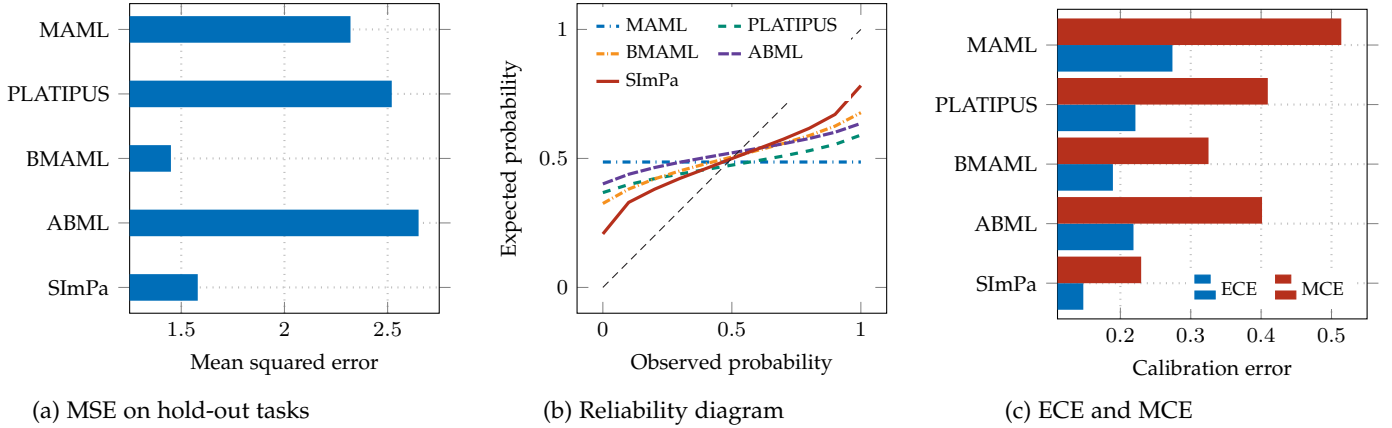 MAML
PLATIPUS
BMAML
ABML
SImPa
1.5 2 2.5
Mean squared error
(a) MSE on hold-out tasks
1
0.5
0
Expected probability
MAML PLATIPUS
BMAML ABML
SImPa
0 0.5 1
Observed probability
(b) Reliability diagram
MAML
PLATIPUS
BMAML
ABML
SImPa
ECE MCE
0.2 0.3 0.4 0.5
Calibration error
(c) ECE and MCE